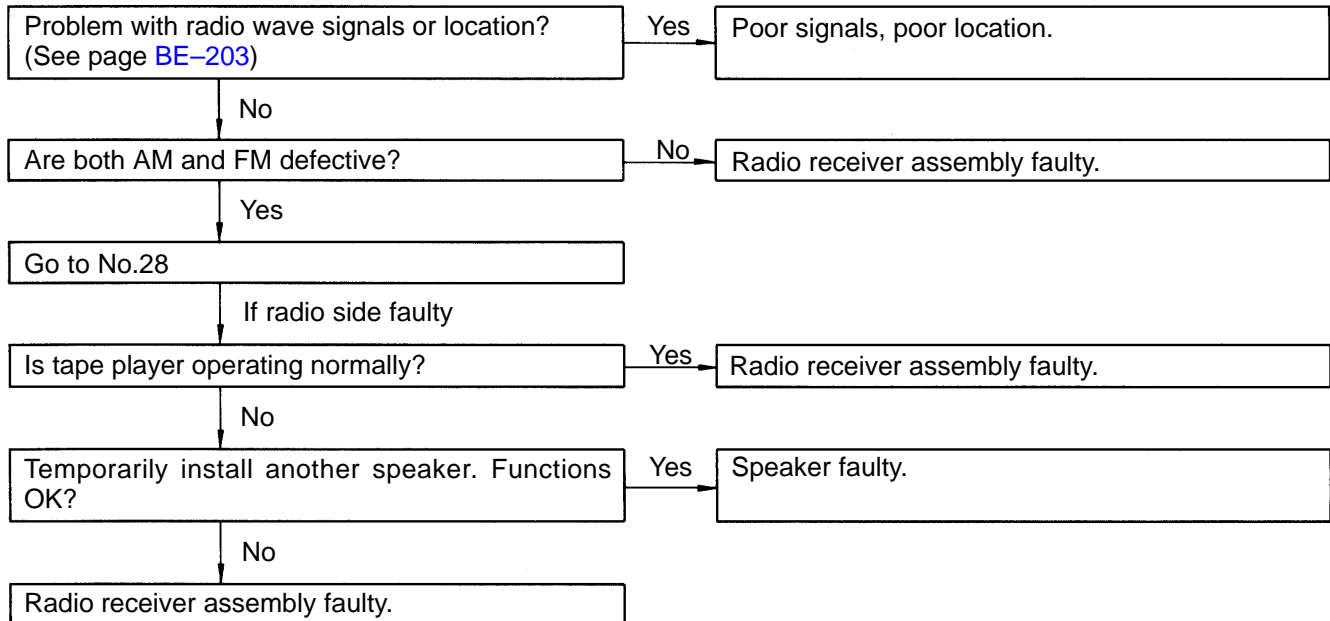 Problem with radio wave signals or location?
(See page BE–203)
Yes
Poor signals, poor location.
No
Are both AM and FM defective?
No
Radio receiver assembly faulty.
Yes
Go to No.28
If radio side faulty
Is tape player operating normally?
Yes
Radio receiver assembly faulty.
No
Temporarily install another speaker. Functions
OK?
Yes
Speaker faulty.
No
Radio receiver assembly faulty.